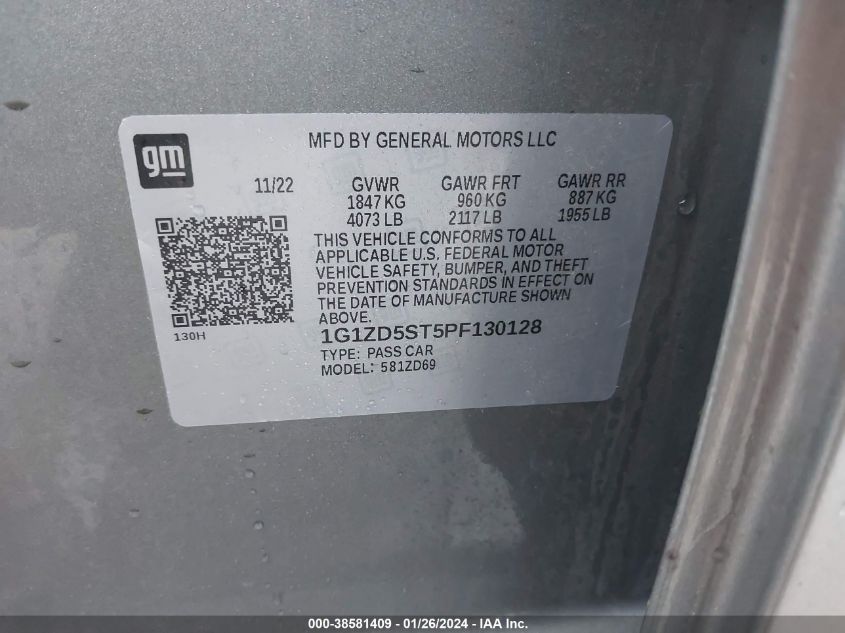 gm
MFD BY GENERAL MOTORS LLC
11/22 GVWR GAWR FRT GAWR RR
1847 KG 960 KG 887 KG
4073 LB 2117 LB 1955 LB
THIS VEHICLE CONFORMS TO ALL
APPLICABLE U.S. FEDERAL MOTOR
VEHICLE SAFETY, BUMPER, AND THEFT
PREVENTION STANDARDS IN EFFECT ON
THE DATE OF MANUFACTURE SHOWN
ABOVE.
130H
1G1ZD5ST5PF130128
TYPE: PASS CAR
MODEL: 581ZD69
000-38581409 - 01/26/2024 - IAA Inc.